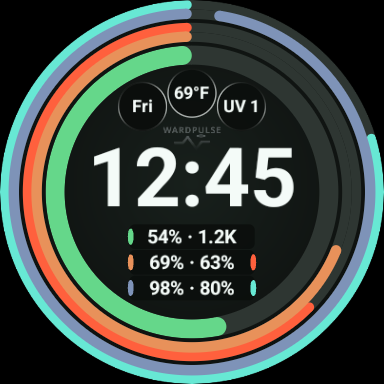 Fri 69°F UV 1
WARDPULSE
12:45
54% · 1.2K
69% · 63%
98% · 80%